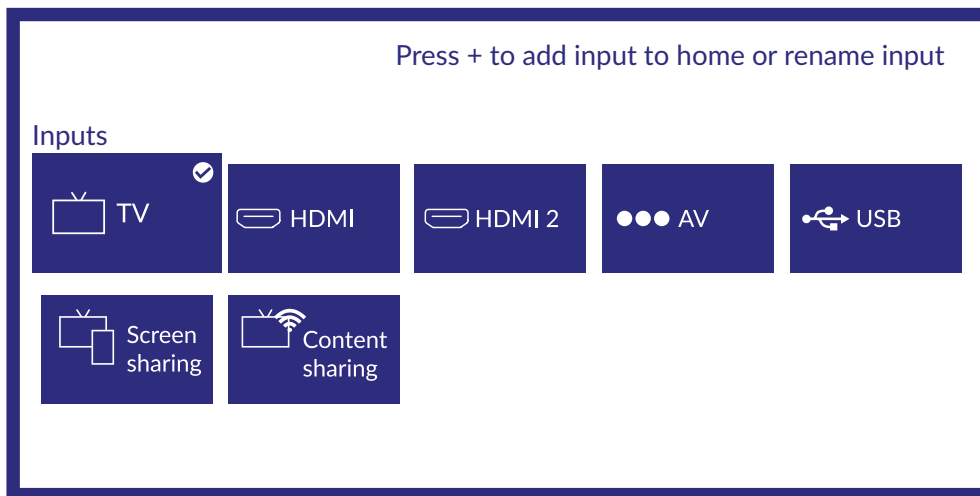 Press + to add input to home or rename input
Inputs
TV
HDMI
HDMI 2
AV
USB
Screen
sharing
Content
sharing